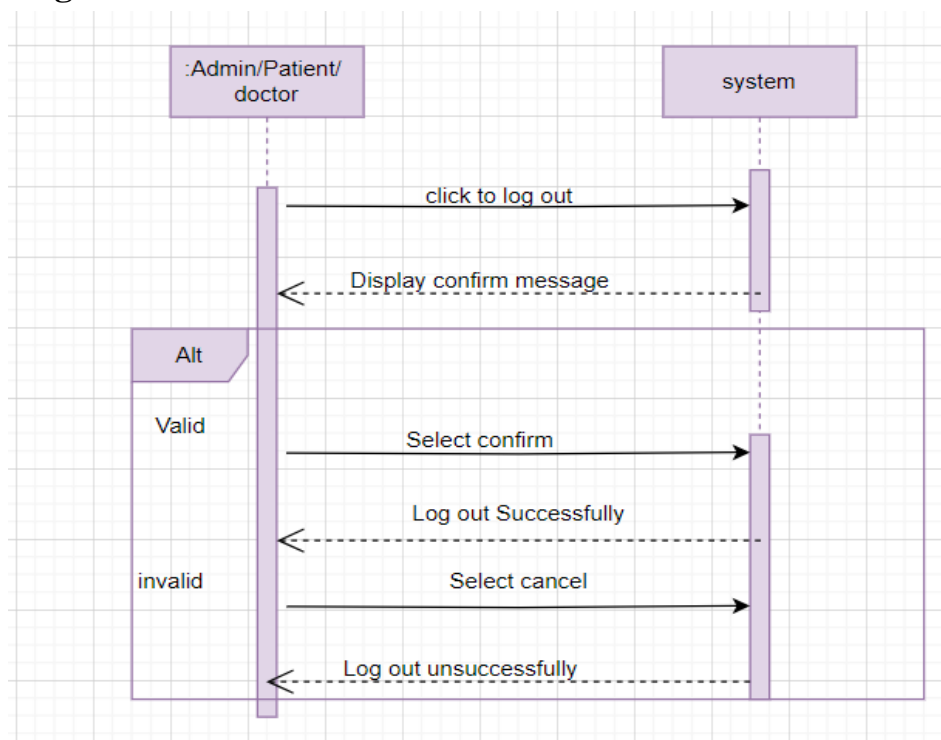 :Admin/Patient/
doctor
system
click to log out
Display confirm message
Alt
Valid
Select confirm
Log out Successfully
invalid
Select cancel
Log out unsuccessfully